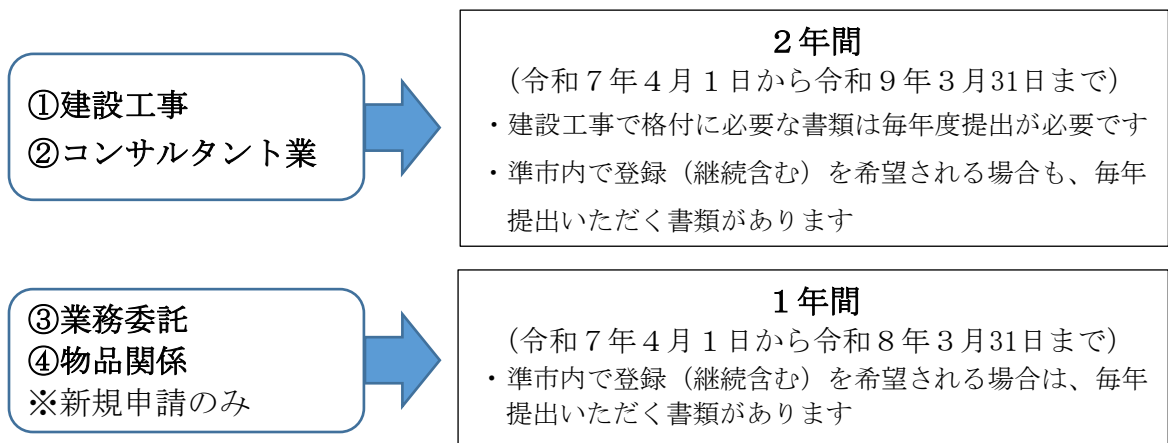 ①建設工事
②コンサルタント業
２年間
（令和７年４月１日から令和９年３月31日まで）
・建設工事で格付に必要な書類は毎年度提出が必要です
・準市内で登録（継続含む）を希望される場合も、毎年
提出いただく書類があります
③業務委託
④物品関係
※新規申請のみ
１年間
（令和７年４月１日から令和８年３月31日まで）
・準市内で登録（継続含む）を希望される場合は、毎年
提出いただく書類があります